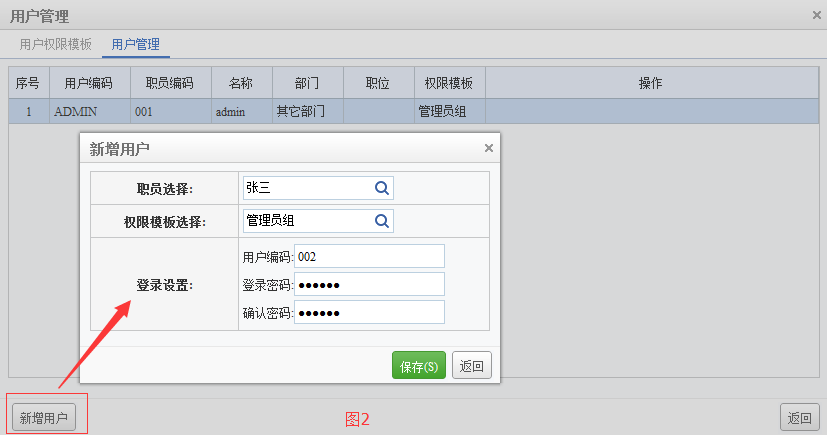 用户管理 ×
用户权限模板 用户管理
序号 用户编码 职员编码 名称 部门 职位 权限模板 操作
1 ADMIN 001 admin 其它部门 管理员组
新增用户 ×
职员选择: 张三
权限模板选择: 管理员组
登录设置:
用户编码: 002
登录密码: ●●●●●●
确认密码: ●●●●●●
保存(S) 返回
新增用户 图2 返回